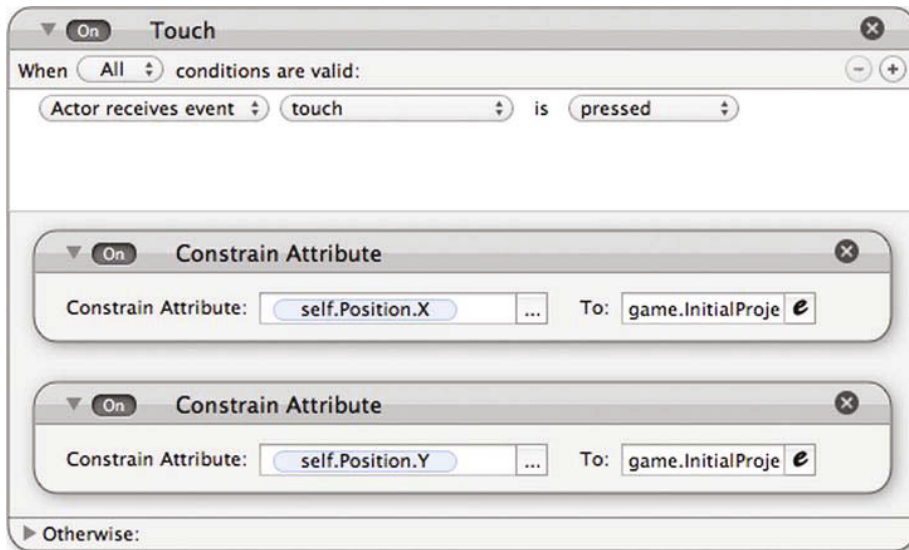 On Touch
When All conditions are valid:
Actor receives event touch is pressed
On Constrain Attribute
Constrain Attribute: self.Position.X ... To: game.InitialProje e
On Constrain Attribute
Constrain Attribute: self.Position.Y ... To: game.InitialProje e
Otherwise: